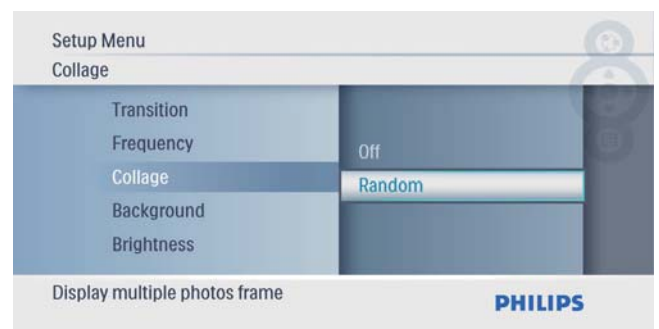 Setup Menu
Collage
Transition
Frequency
Collage
Background
Brightness
Off
Random
Display multiple photos frame
PHILIPS